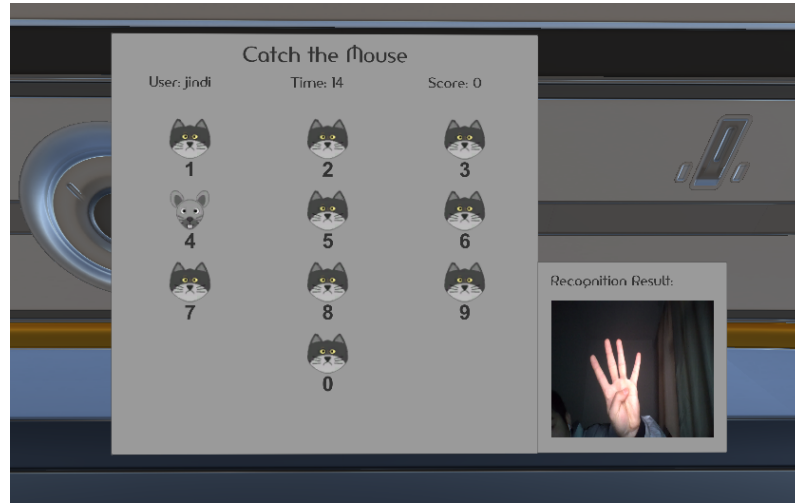 Catch the Mouse
User: jindi Time: 14 Score: 0
1 2 3
4 5 6
7 8 9
0
Recognition Result: